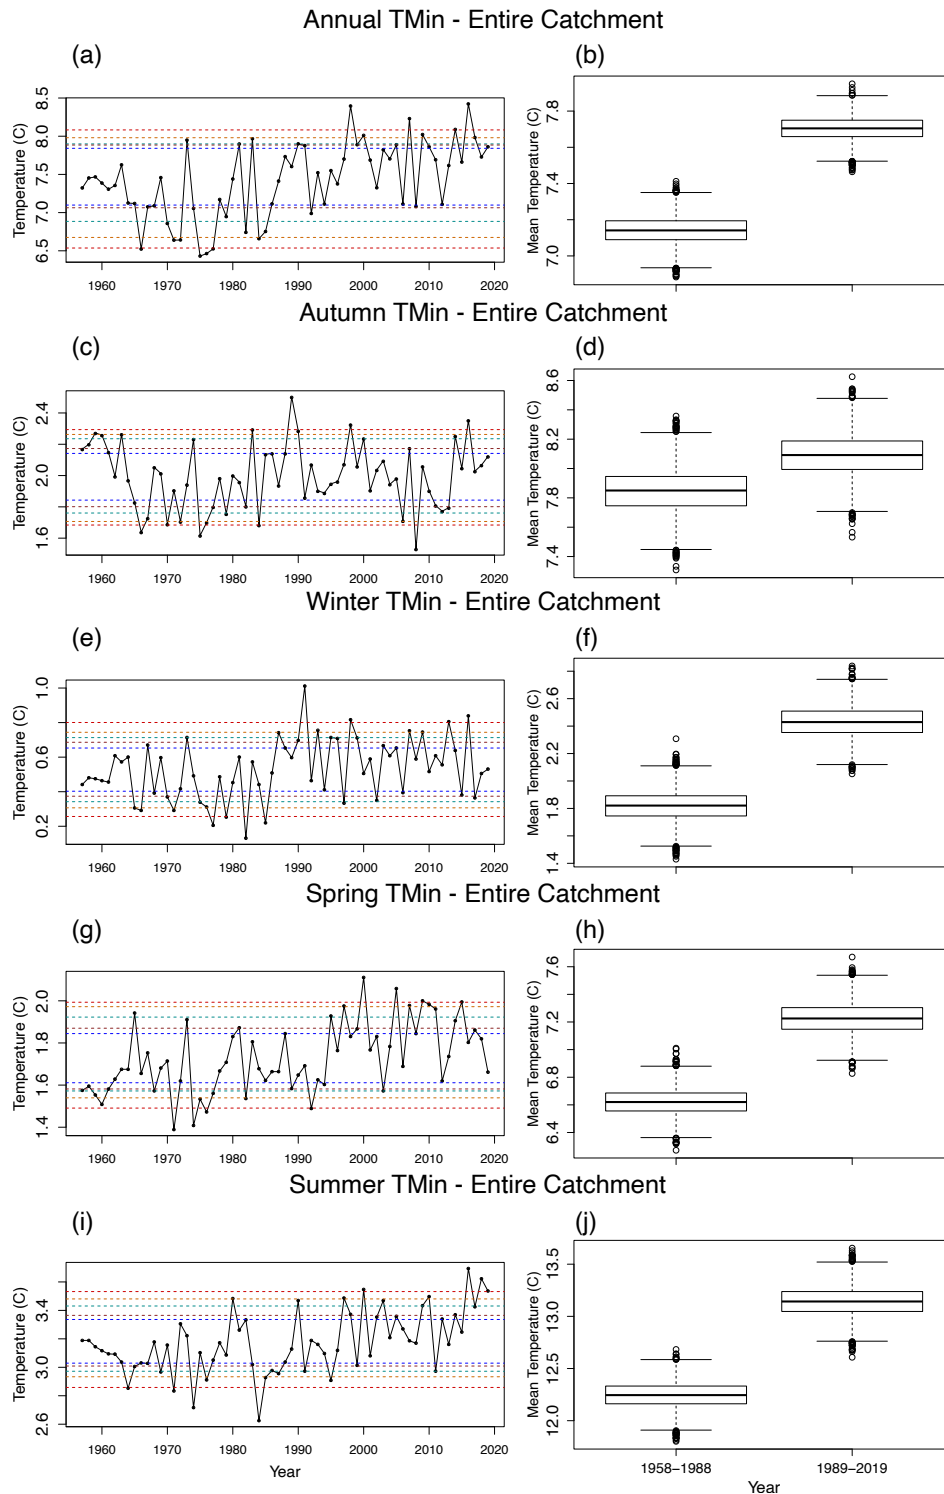 Annual TMin - Entire Catchment
(a)
(b)
Temperature (C)
8.5
8.0
7.5
7.0
6.5
1960 1970 1980 1990 2000 2010 2020
Mean Temperature (C)
7.8
7.4
7.0
Autumn TMin - Entire Catchment
(c)
(d)
Temperature (C)
2.4
2.0
1.6
1960 1970 1980 1990 2000 2010 2020
Mean Temperature (C)
8.6
8.2
7.8
7.4
Winter TMin - Entire Catchment
(e)
(f)
Temperature (C)
1.0
0.6
0.2
1960 1970 1980 1990 2000 2010 2020
Mean Temperature (C)
2.6
2.2
1.8
1.4
Spring TMin - Entire Catchment
(g)
(h)
Temperature (C)
2.0
1.8
1.6
1.4
1960 1970 1980 1990 2000 2010 2020
Mean Temperature (C)
7.6
7.2
6.8
6.4
Summer TMin - Entire Catchment
(i)
(j)
Temperature (C)
3.4
3.0
2.6
1960 1970 1980 1990 2000 2010 2020
Year
Mean Temperature (C)
13.5
13.0
12.5
12.0
1958–1988 1989–2019
Year